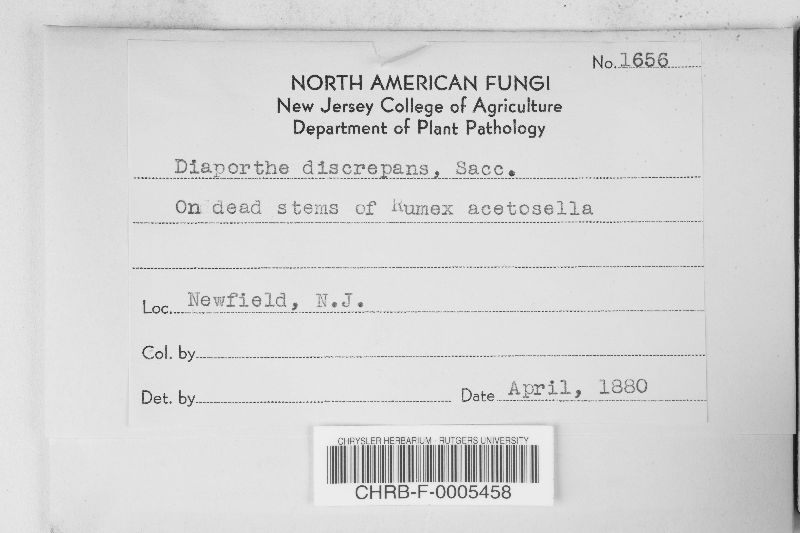 No. 1656
NORTH AMERICAN FUNGI
New Jersey College of Agriculture
Department of Plant Pathology
Diaporthe discrepans, Sacc.
On dead stems of Rumex acetosella
Loc. Newfield, N.J.
Col. by
Det. by Date April, 1880
CHRYSLER HERBARIUM - RUTGERS UNIVERSITY
CHRB-F-0005458